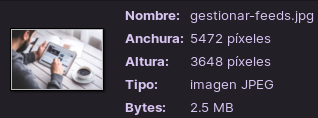 Nombre: gestionar-feeds.jpg
Anchura: 5472 píxeles
Altura: 3648 píxeles
Tipo: imagen JPEG
Bytes: 2.5 MB